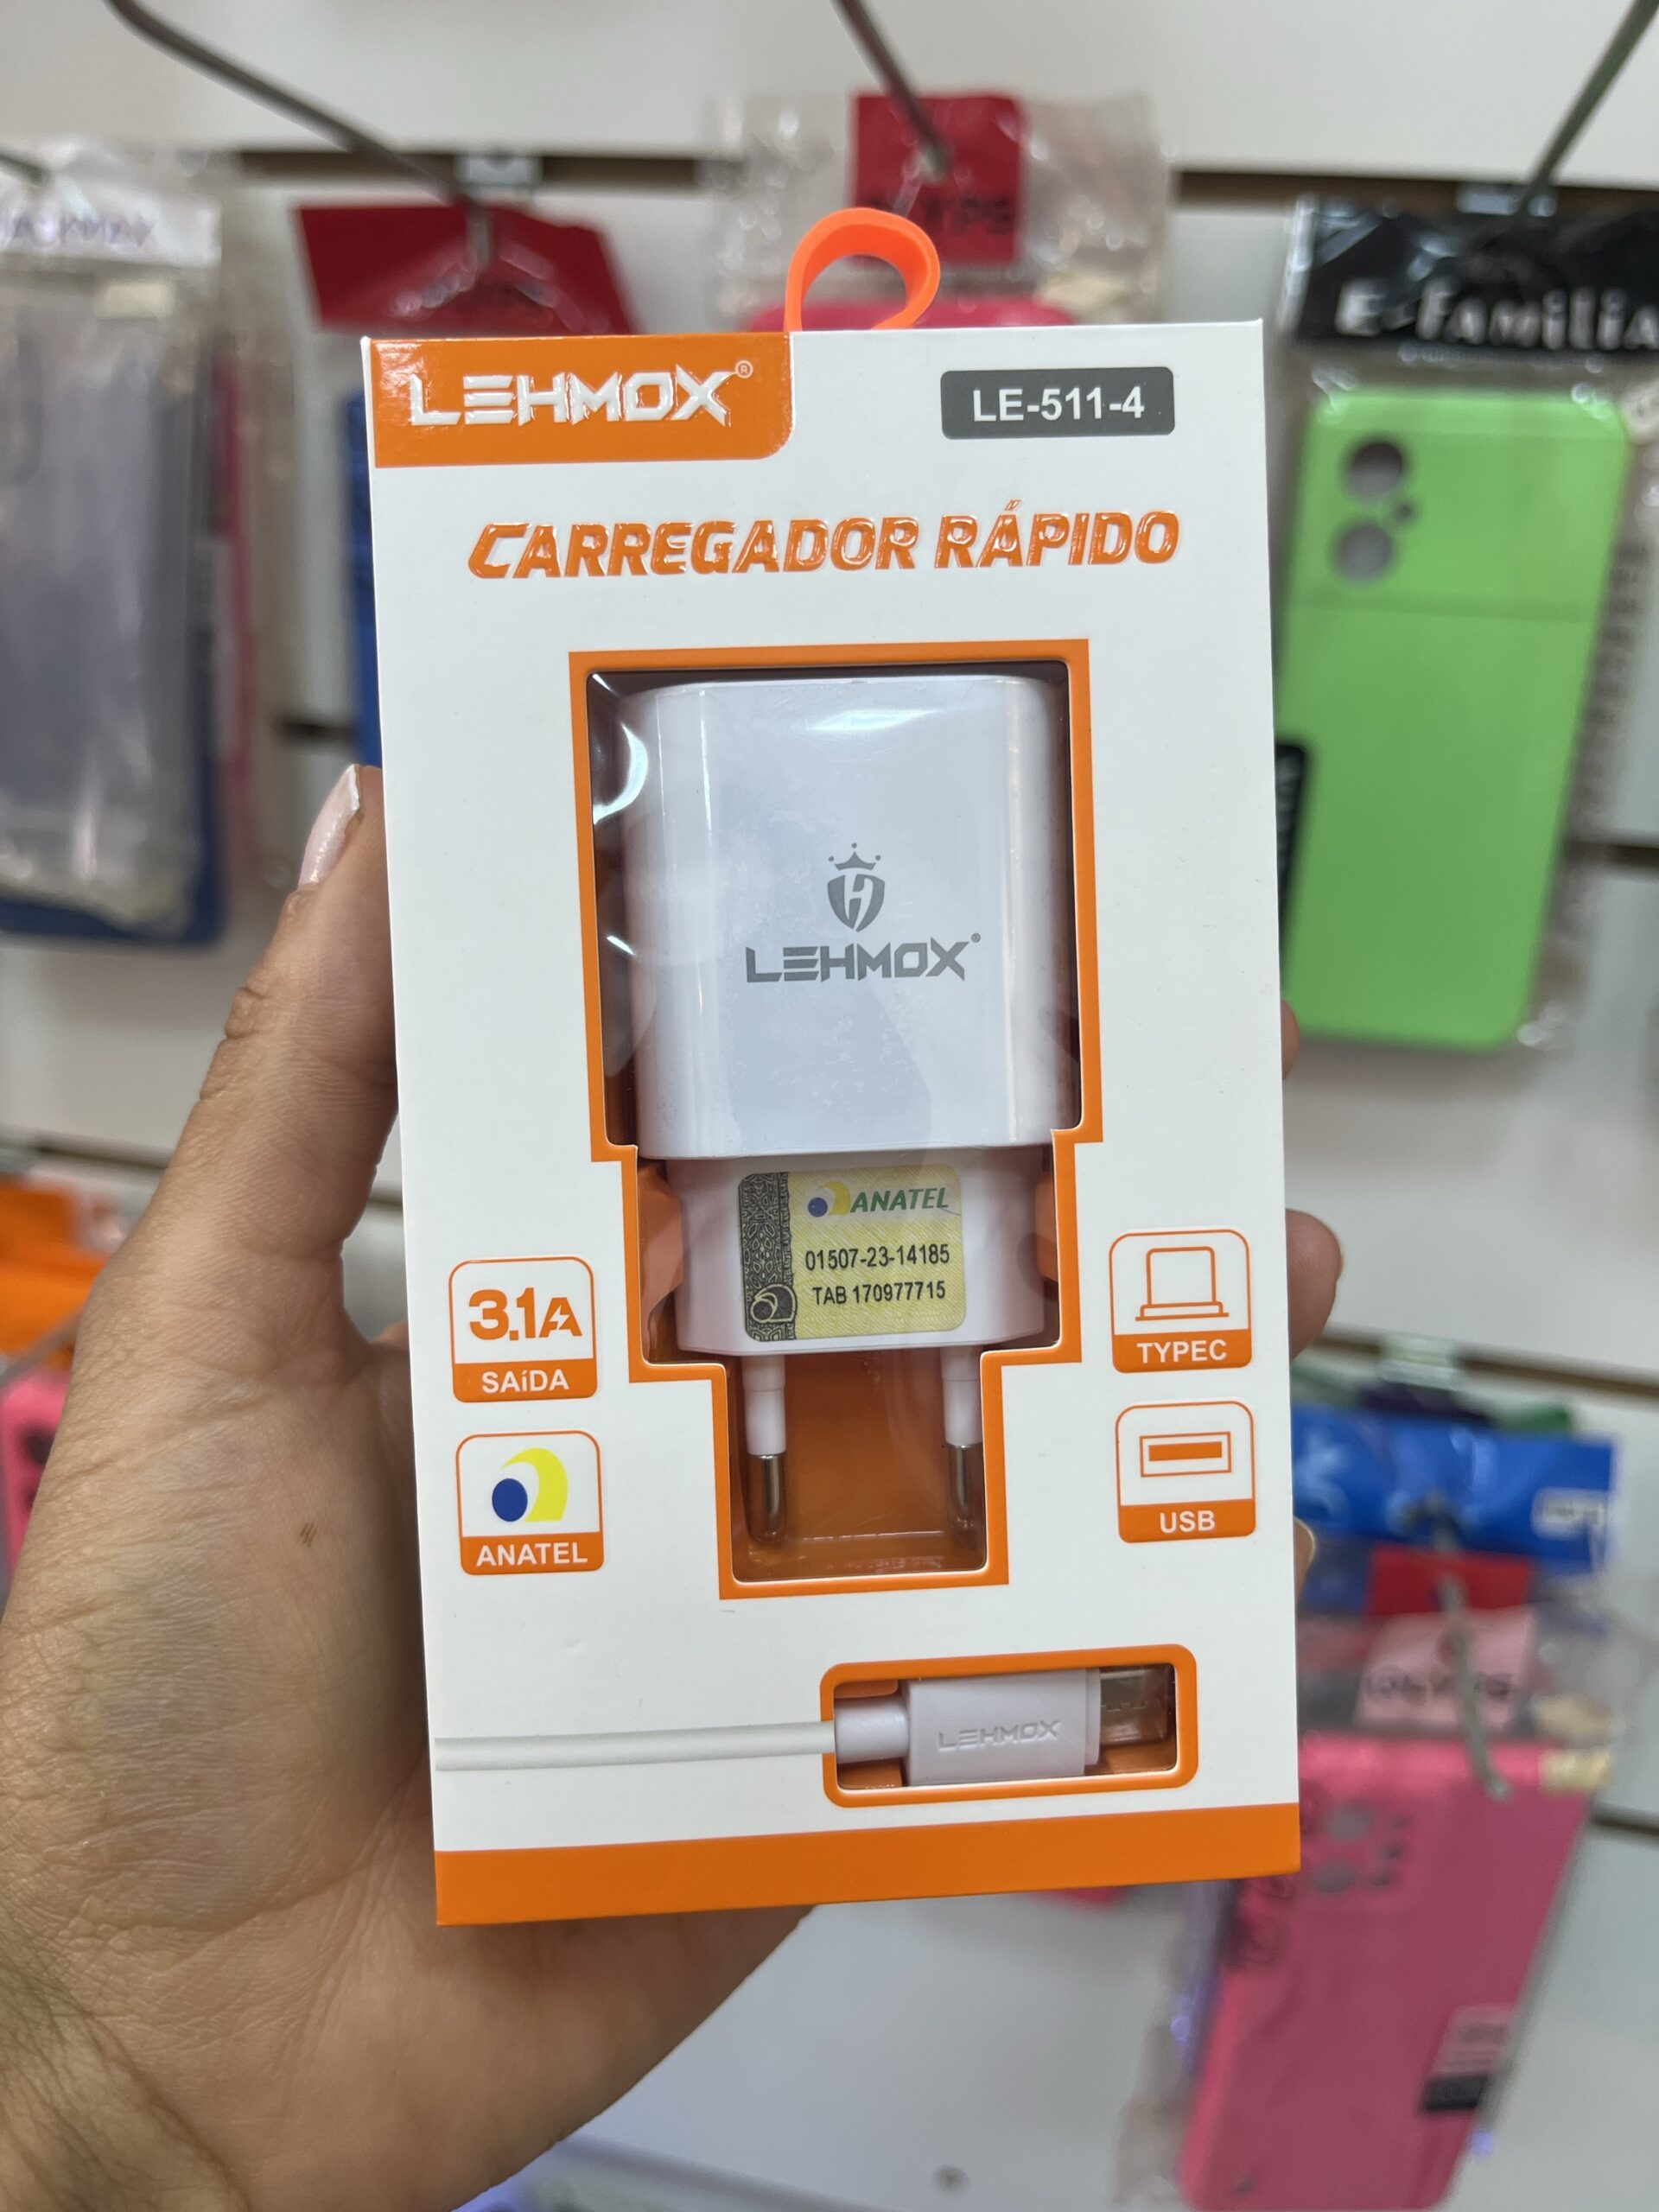 E-FAMILIA
LEHMOX®
LE-511-4
CARREGADOR RÁPIDO
LEHMOX®
ANATEL
01507-23-14185
TAB 170977715
3.1A
SAíDA
TYPEC
ANATEL
USB
LEHMOX